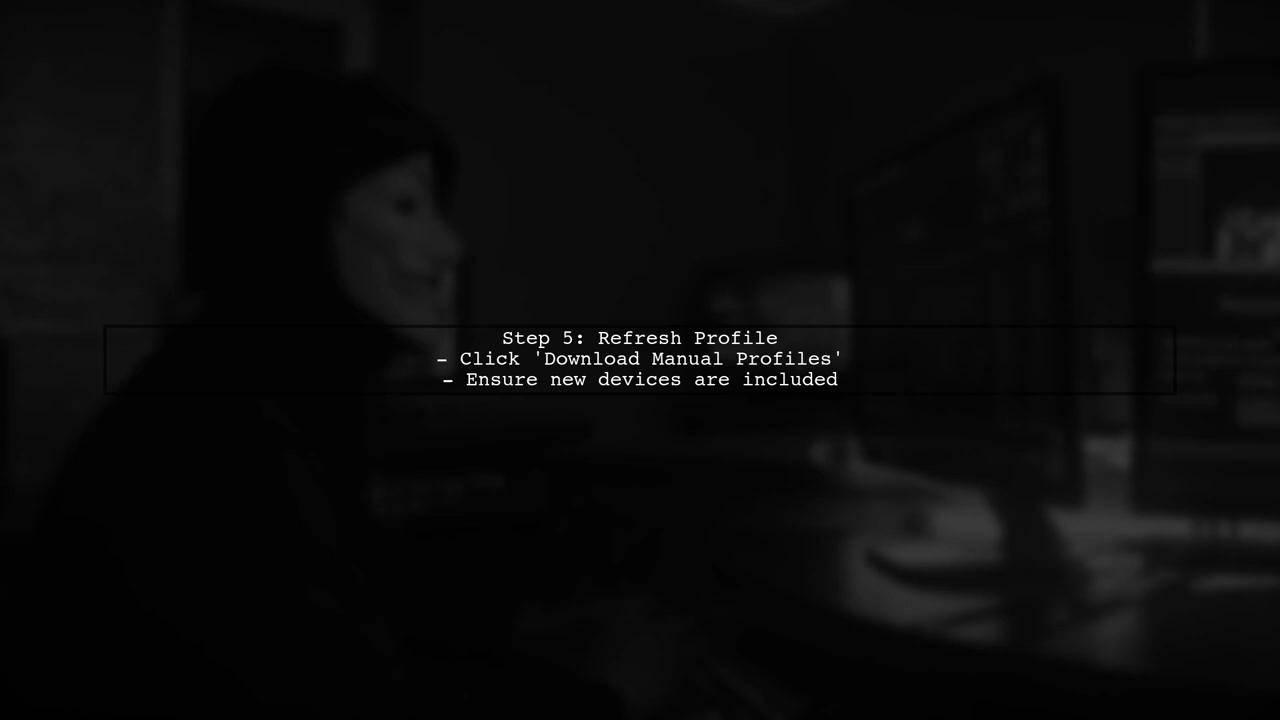 Step 5: Refresh Profile
- Click 'Download Manual Profiles'
- Ensure new devices are included